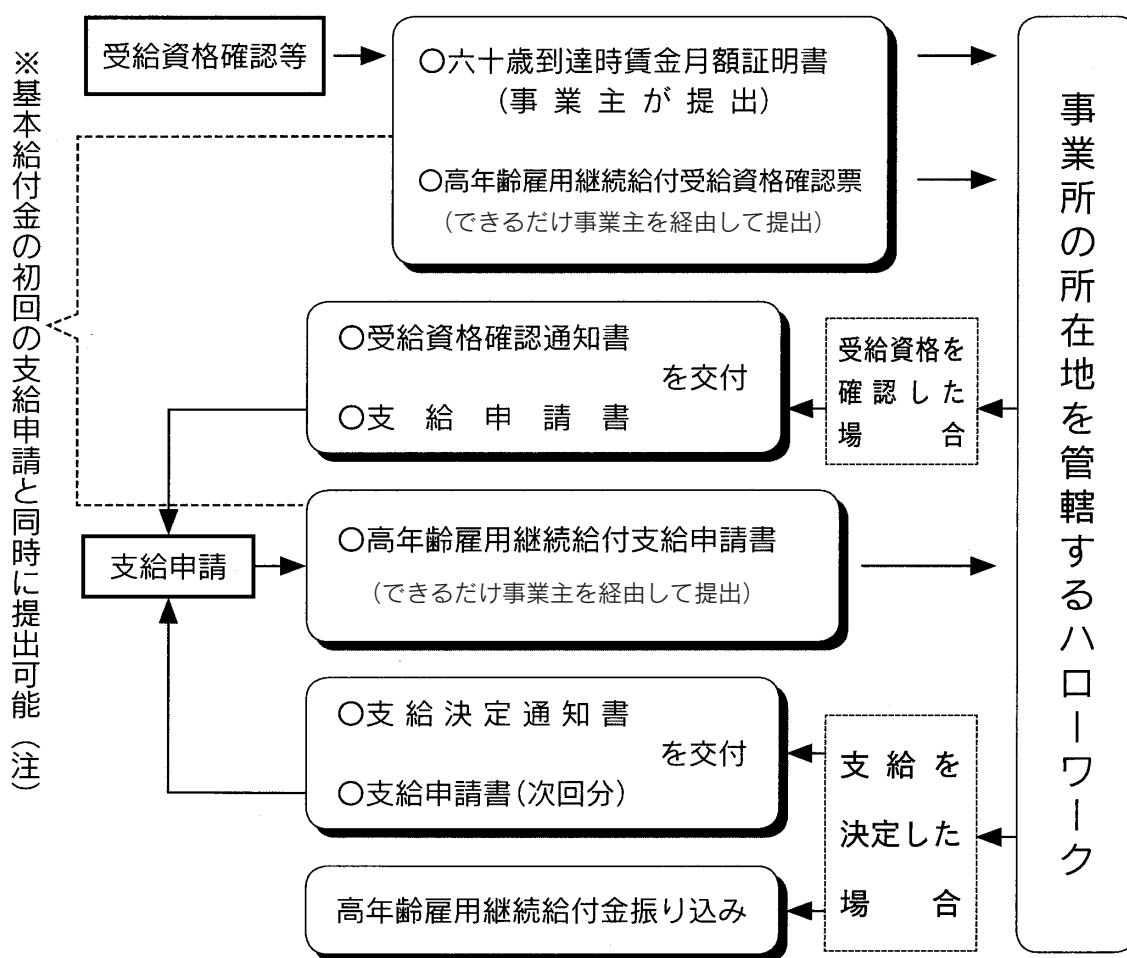 受給資格確認等
○六十歳到達時賃金月額証明書
(事業主が提出)
○高年齢雇用継続給付受給資格確認票
(できるだけ事業主を経由して提出)
事業所の所在地を管轄するハローワーク
※基本給付金の初回の支給申請と同時に提出可能(注)
○受給資格確認通知書
を交付
○支給申請書
受給資格を
確認した
場合
支給申請
○高年齢雇用継続給付支給申請書
(できるだけ事業主を経由して提出)
○支給決定通知書
を交付
○支給申請書(次回分)
支給を
決定した
場合
高年齢雇用継続給付金振り込み